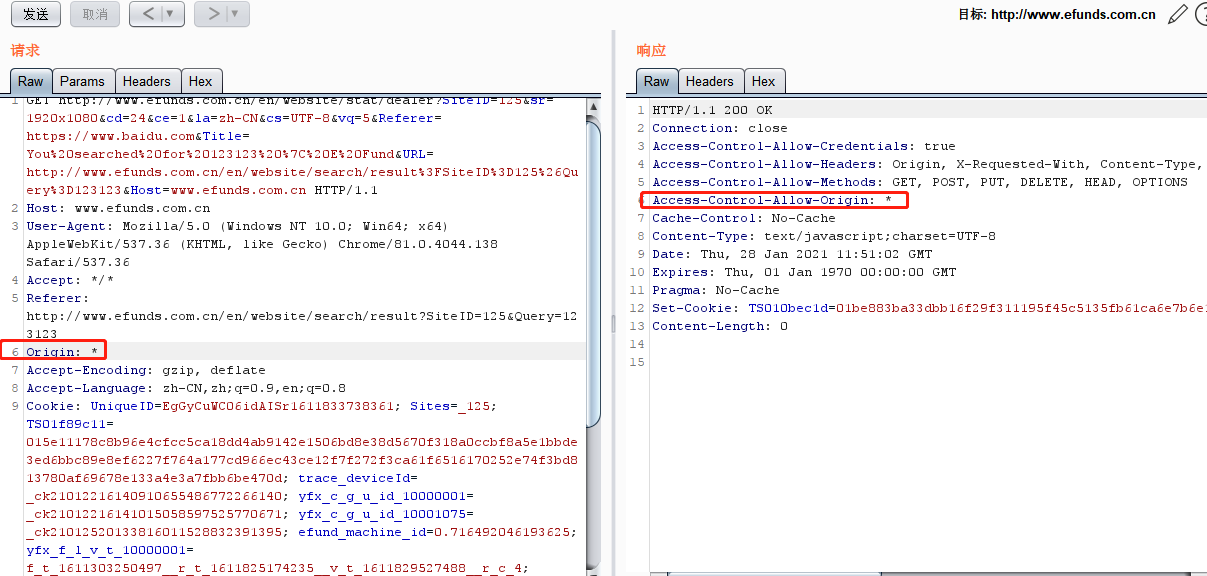 发送 取消 < | ▼ > | ▼ 目标: http://www.efunds.com.cn
请求
Raw Params Headers Hex
1 GET http://www.efunds.com.cn/en/website/stat/dealer?SiteID=125&sr=
1920x1080&cd=24&ce=1&la=zh-CN&cs=UTF-8&vq=5&Referer=
https://www.baidu.com&Title=
You%20searched%20for%20123123%20%7C%20E%20Fund&URL=
http://www.efunds.com.cn/en/website/search/result%3FSiteID%3D125%26Qu
ery%3D123123&Host=www.efunds.com.cn HTTP/1.1
2 Host: www.efunds.com.cn
3 User-Agent: Mozilla/5.0 (Windows NT 10.0; Win64; x64)
AppleWebKit/537.36 (KHTML, like Gecko) Chrome/81.0.4044.138
Safari/537.36
4 Accept: */*
5 Referer:
http://www.efunds.com.cn/en/website/search/result?SiteID=125&Query=12
3123
6 Origin: *
7 Accept-Encoding: gzip, deflate
8 Accept-Language: zh-CN,zh;q=0.9,en;q=0.8
9 Cookie: UniqueID=EgGyCuWCO6idAISr1611833738361; Sites=_125;
TS01f89c11=
015e11178c8b96e4cfcc5ca18dd4ab9142e1506bd8e38d5670f318a0ccbf8a5e1bbde
3ed6bbc89e8ef6227f764a177cd966ec43ce12f7f272f3ca61f6516170252e74f3bd8
13780af69678e133a4e3a7fbb6be470d; trace_deviceId=
_ck21012216140910655486772266140; yfx_c_g_u_id_10000001=
_ck21012216141015058597525770671; yfx_c_g_u_id_10001075=
_ck21012520133816011528832391395; efund_machine_id=0.716492046193625;
yfx_f_l_v_t_10000001=
f_t_1611303250497__r_t_1611825174235__v_t_1611829527488__r_c_4;
响应
Raw Headers Hex
1 HTTP/1.1 200 OK
2 Connection: close
3 Access-Control-Allow-Credentials: true
4 Access-Control-Allow-Headers: Origin, X-Requested-With, Content-Type,
5 Access-Control-Allow-Methods: GET, POST, PUT, DELETE, HEAD, OPTIONS
6 Access-Control-Allow-Origin: *
7 Cache-Control: No-Cache
8 Content-Type: text/javascript;charset=UTF-8
9 Date: Thu, 28 Jan 2021 11:51:02 GMT
10 Expires: Thu, 01 Jan 1970 00:00:00 GMT
11 Pragma: No-Cache
12 Set-Cookie: TS010bec1d=01be883ba33dbb16f29f311195f45c5135fb61ca6e7b6e1
13 Content-Length: 0
14
15